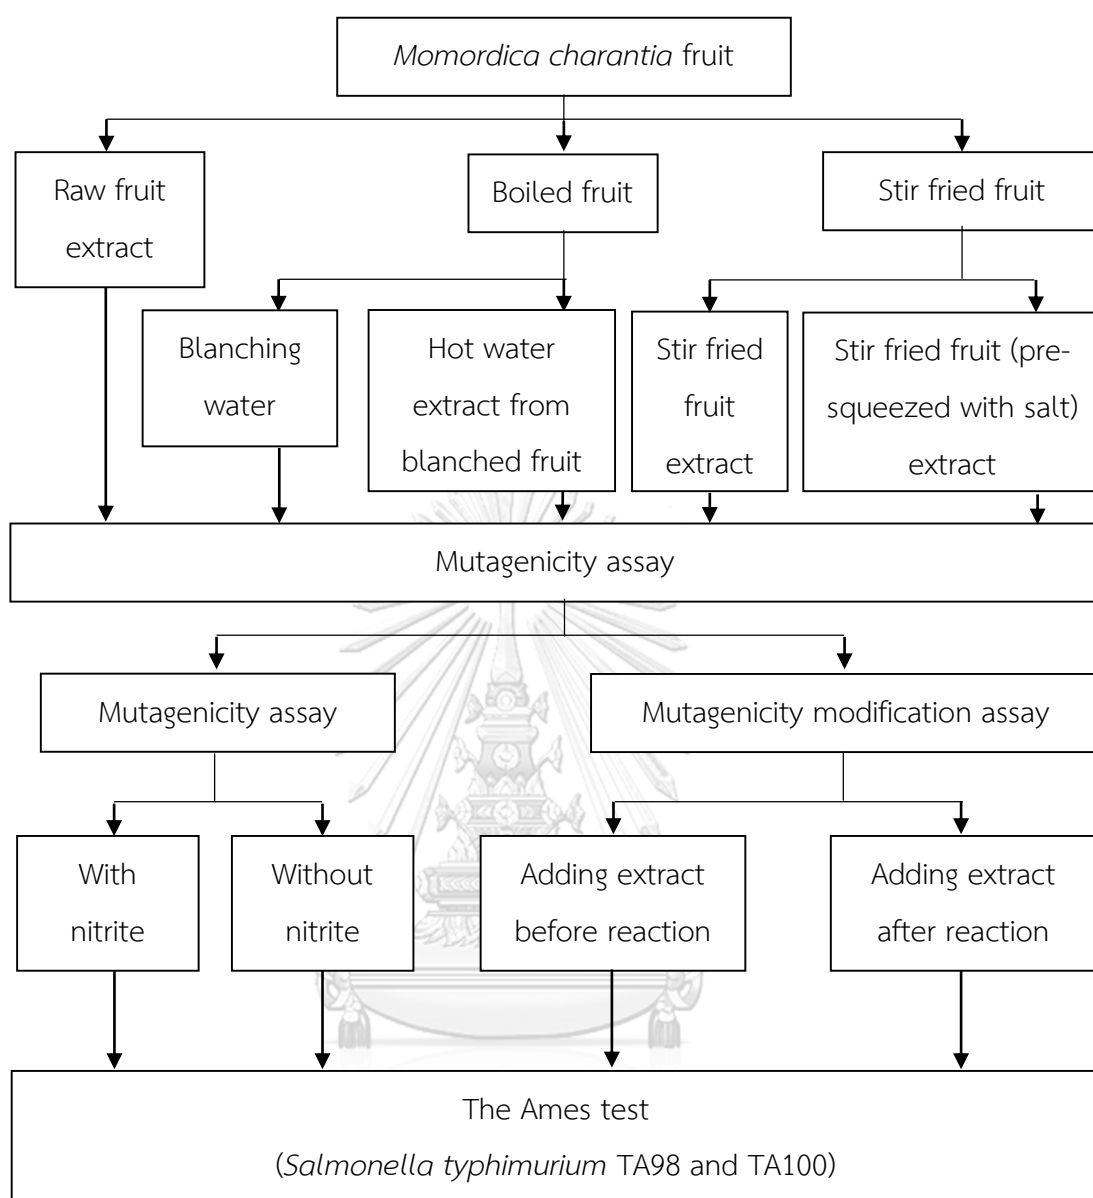 Momordica charantia fruit
Raw fruit
extract
Boiled fruit
Stir fried fruit
Blanching
water
Hot water
extract from
blanched fruit
Stir fried
fruit
extract
Stir fried fruit (pre-
squeezed with salt)
extract
Mutagenicity assay
Mutagenicity assay
Mutagenicity modification assay
With
nitrite
Without
nitrite
Adding extract
before reaction
Adding extract
after reaction
The Ames test
(Salmonella typhimurium TA98 and TA100)